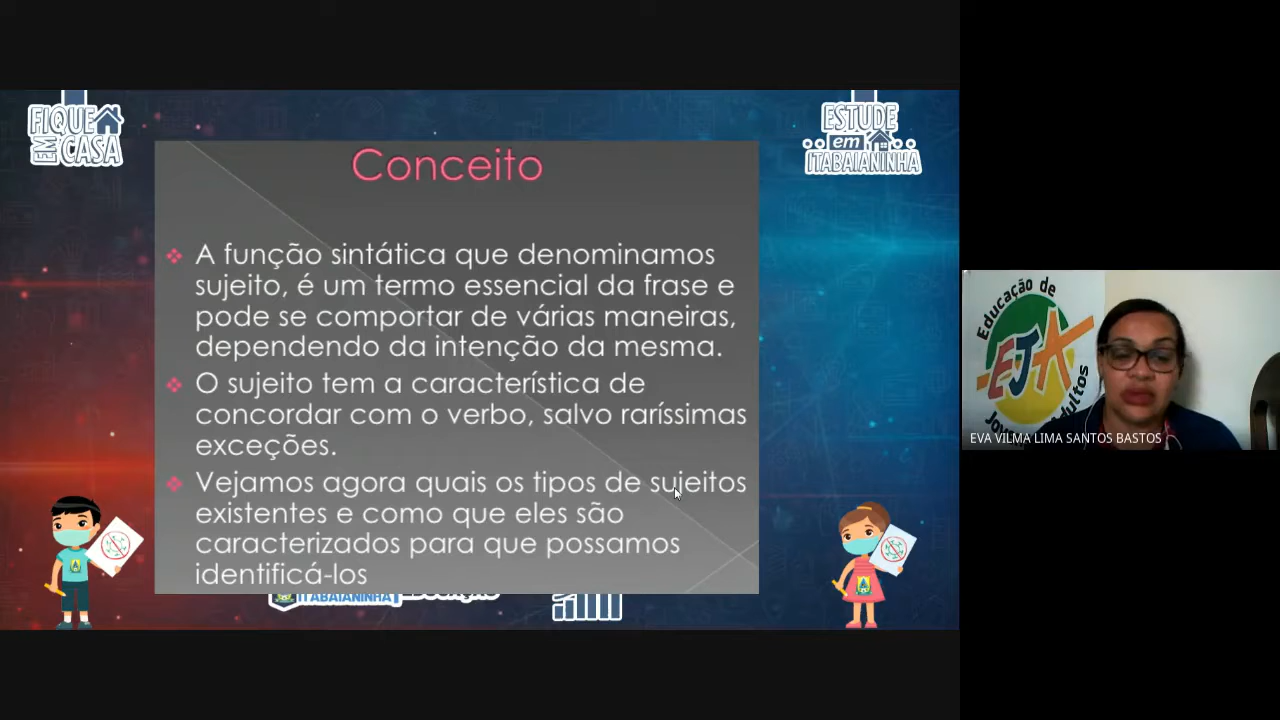 FIQUE
EM CASA
ESTUDE
em
ITABAIANINHA
Conceito
A função sintática que denominamos
sujeito, é um termo essencial da frase e
pode se comportar de várias maneiras,
dependendo da intenção da mesma.
O sujeito tem a característica de
concordar com o verbo, salvo raríssimas
exceções.
Vejamos agora quais os tipos de sujeitos
existentes e como que eles são
caracterizados para que possamos
identificá-los
ITABAIANINHA
Educação de
EJA
EVA VILMA LIMA SANTOS BASTOS